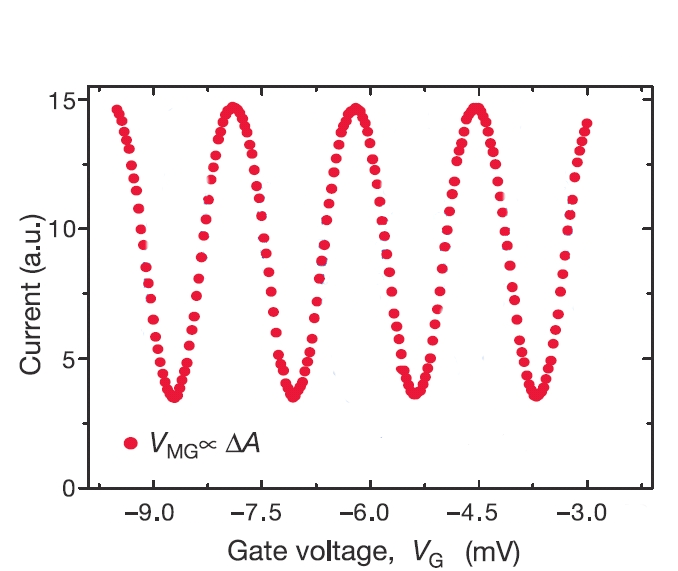 15
10
5
0
Current (a.u.)
V_MG ∝ ΔA
−9.0 −7.5 −6.0 −4.5 −3.0
Gate voltage, V_G (mV)